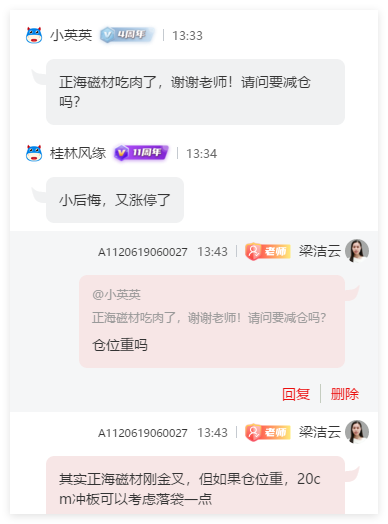 小英英 4周年 13:33
正海磁材吃肉了，谢谢老师！请问要减仓
吗？
桂林风缘 11周年 13:34
小后悔，又涨停了
A1120619060027 13:43 老师 梁洁云
@小英英
正海磁材吃肉了，谢谢老师！请问要减仓吗？
仓位重吗
回复 删除
A1120619060027 13:43 老师 梁洁云
其实正海磁材刚金叉，但如果仓位重，20c
m冲板可以考虑落袋一点